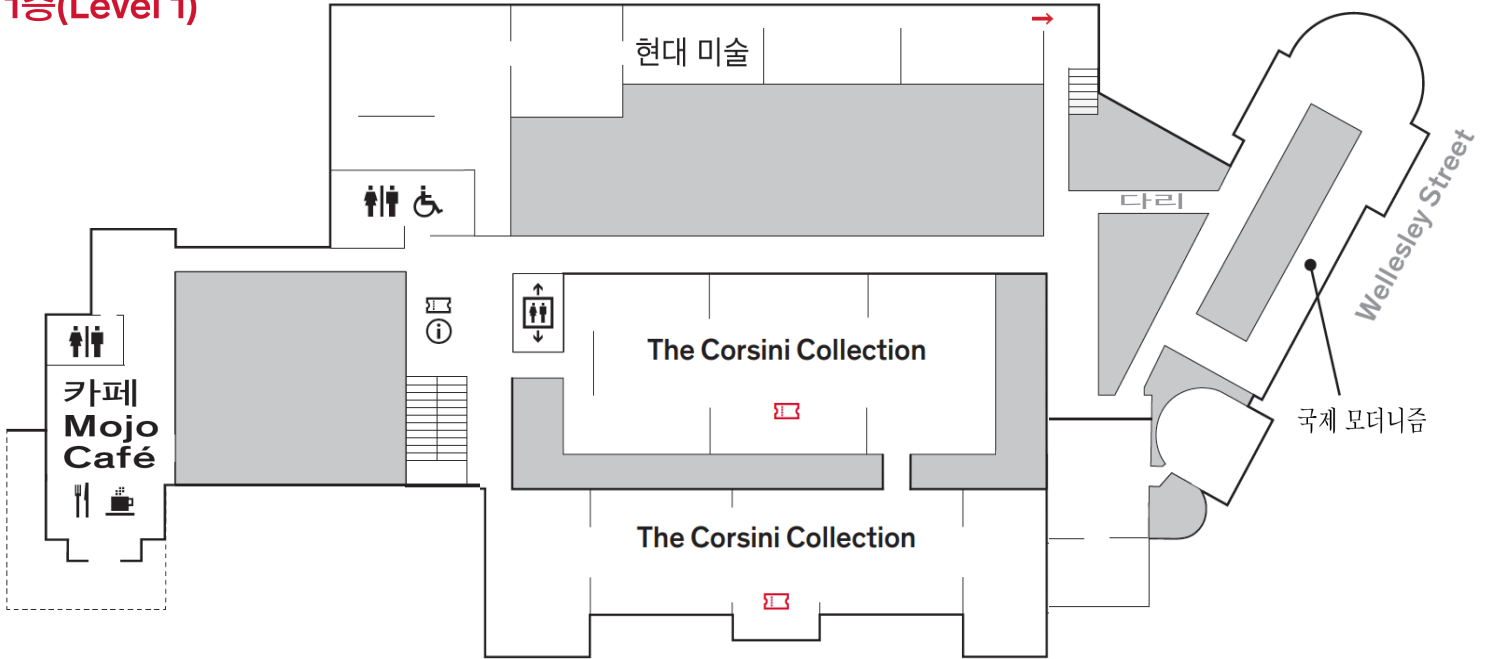 1층(Level 1)
현대 미술
다리
Wellesley Street
The Corsini Collection
카페
Mojo
Café
국제 모더니즘
The Corsini Collection